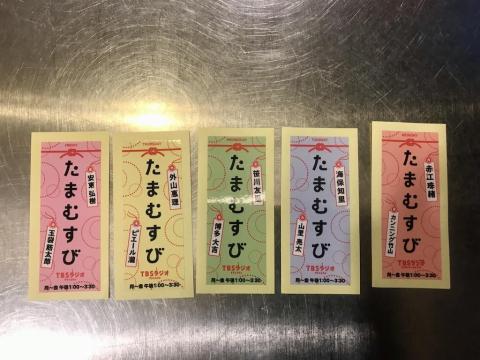 FRIDAY
安東弘樹
たまむすび
玉袋筋太郎
月〜金 午後1:00〜3:30
THURSDAY
外山惠理
たまむすび
ピエール瀧
TBSラジオ
月〜金 午後1:00〜3:30
笹川友
たまむすび
博多大吉
TBSラジオ
月〜金 午後1:00〜3:30
海保知里
たまむすび
山里亮太
TBSラジオ
月〜金 午後1:00〜3:30
MONDAY
赤江珠緒
たまむすび
カンニング竹山
TBSラジオ
月〜金 午後1:00〜3:30